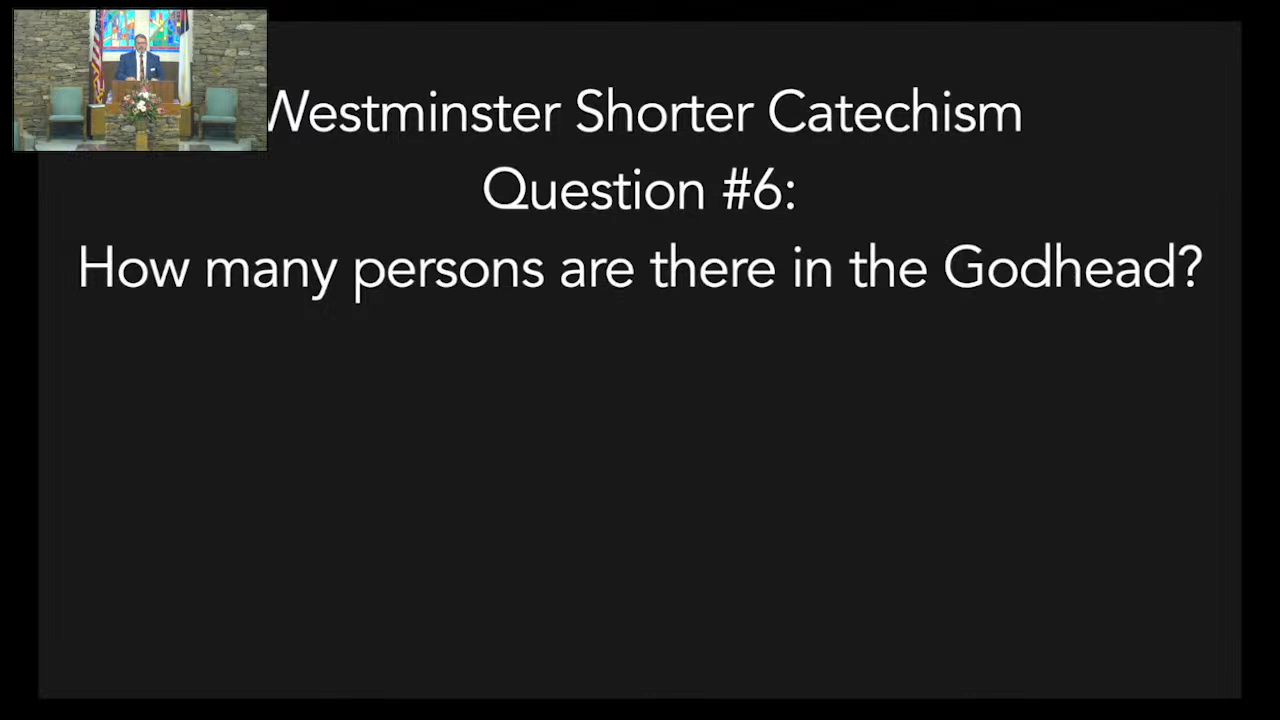 Westminster Shorter Catechism
Question #6:
How many persons are there in the Godhead?